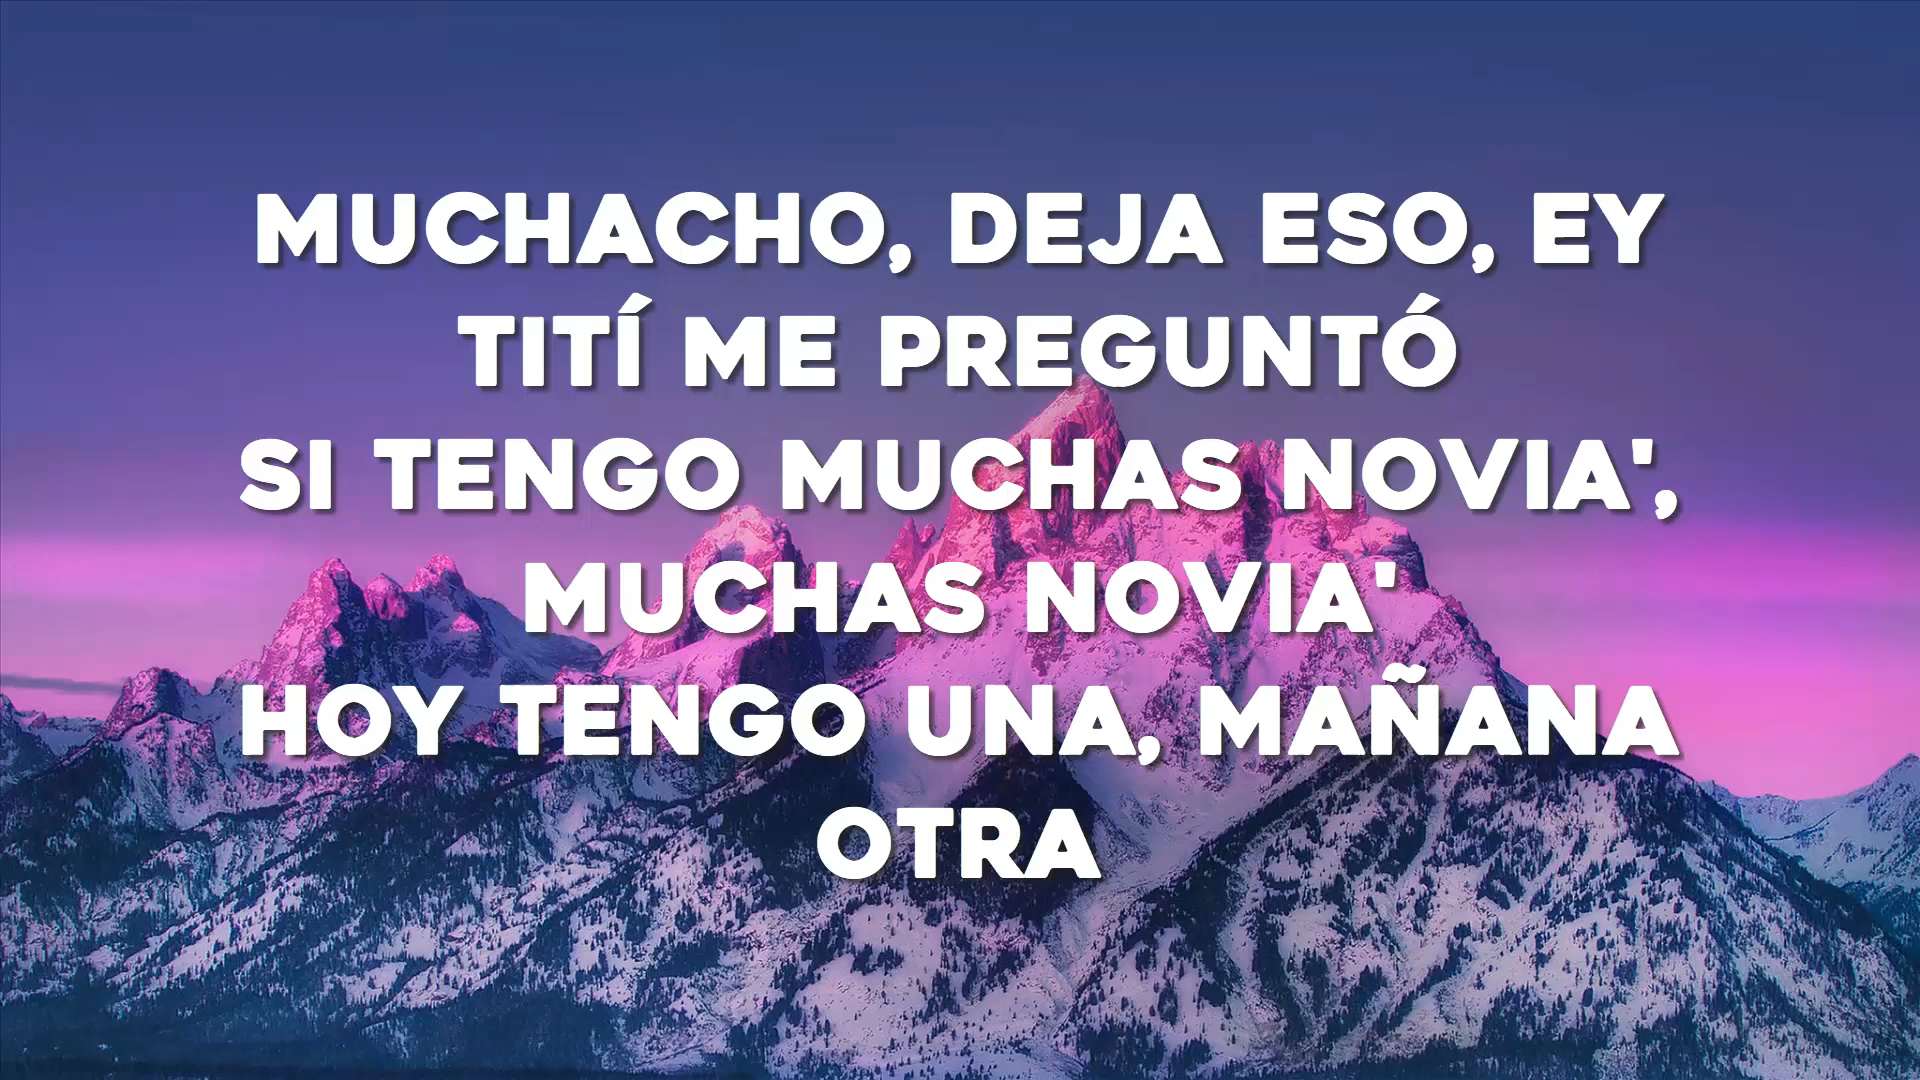 MUCHACHO, DEJA ESO, EY
TITÍ ME PREGUNTÓ
SI TENGO MUCHAS NOVIA',
MUCHAS NOVIA'
HOY TENGO UNA, MAÑANA
OTRA